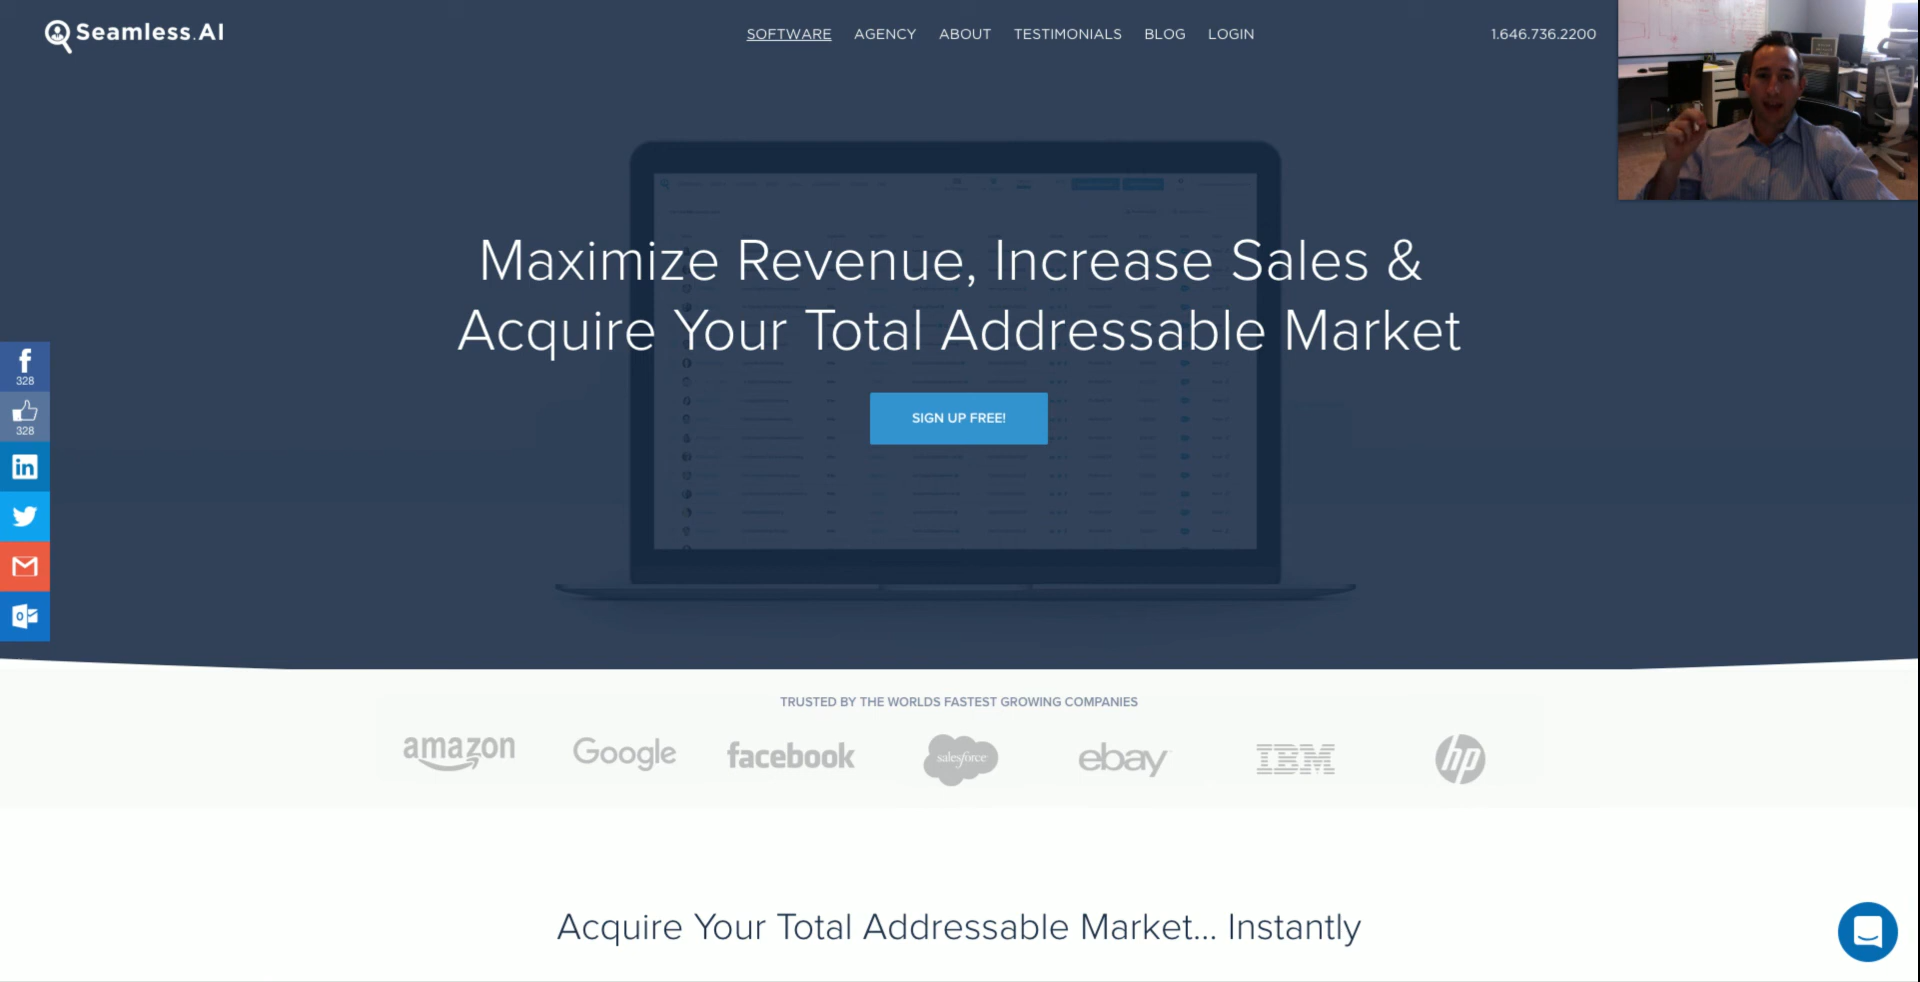 Seamless.AI
SOFTWARE AGENCY ABOUT TESTIMONIALS BLOG LOGIN
1.646.736.2200
Maximize Revenue, Increase Sales &
Acquire Your Total Addressable Market
SIGN UP FREE!
f
328
328
in
TRUSTED BY THE WORLDS FASTEST GROWING COMPANIES
amazon Google facebook salesforce ebay IBM hp
Acquire Your Total Addressable Market... Instantly